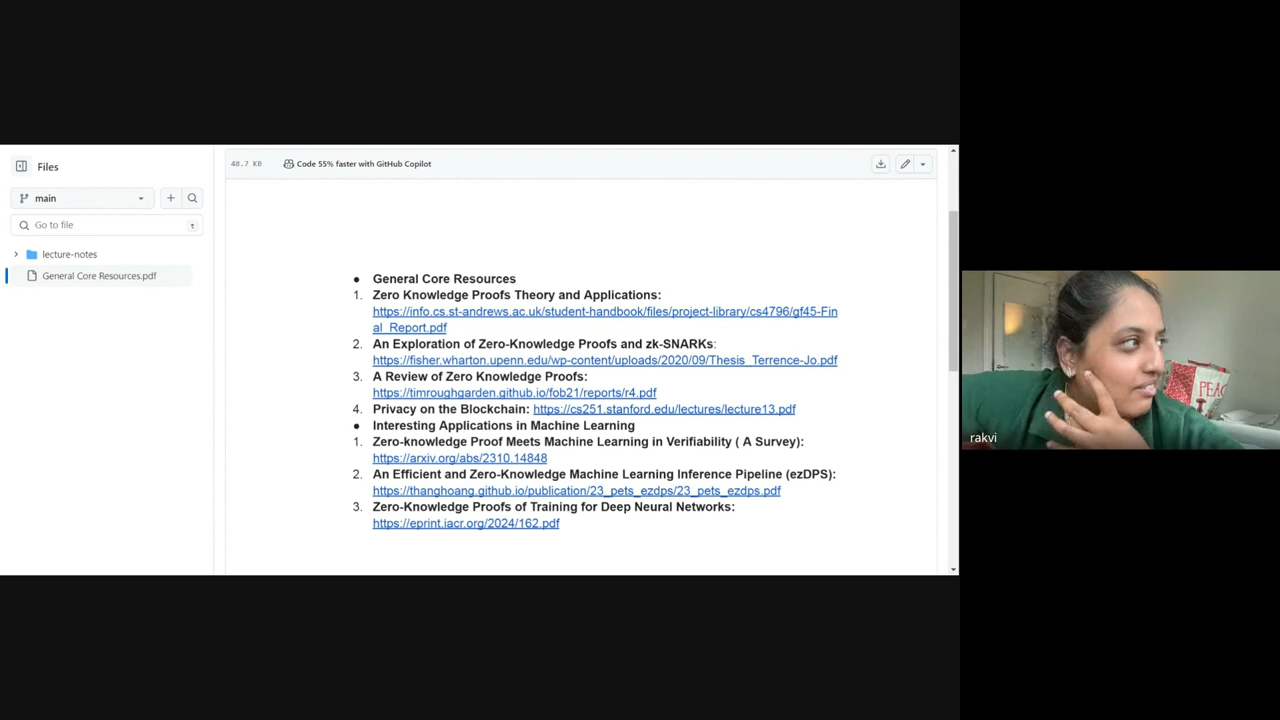 Files
48.7 KB
Code 55% faster with GitHub Copilot
main
Go to file
t
lecture-notes
General Core Resources.pdf
● General Core Resources
1. Zero Knowledge Proofs Theory and Applications:
https://info.cs.st-andrews.ac.uk/student-handbook/files/project-library/cs4796/gf45-Fin
al_Report.pdf
2. An Exploration of Zero-Knowledge Proofs and zk-SNARKs:
https://fisher.wharton.upenn.edu/wp-content/uploads/2020/09/Thesis_Terrence-Jo.pdf
3. A Review of Zero Knowledge Proofs:
https://timroughgarden.github.io/fob21/reports/r4.pdf
4. Privacy on the Blockchain: https://cs251.stanford.edu/lectures/lecture13.pdf
● Interesting Applications in Machine Learning
1. Zero-knowledge Proof Meets Machine Learning in Verifiability ( A Survey):
https://arxiv.org/abs/2310.14848
2. An Efficient and Zero-Knowledge Machine Learning Inference Pipeline (ezDPS):
https://thanghoang.github.io/publication/23_pets_ezdps/23_pets_ezdps.pdf
3. Zero-Knowledge Proofs of Training for Deep Neural Networks:
https://eprint.iacr.org/2024/162.pdf
PEAC
rakvi